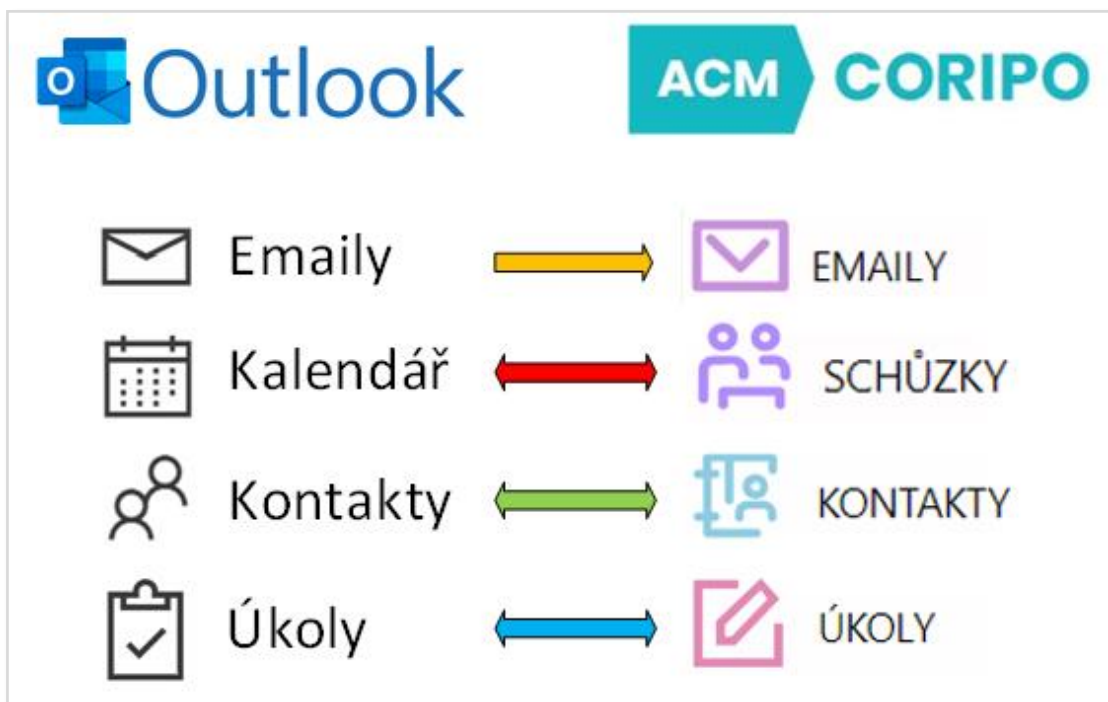 Outlook
ACM CORIPO
Emaily EMAILY
Kalendář SCHŮZKY
Kontakty KONTAKTY
Úkoly ÚKOLY